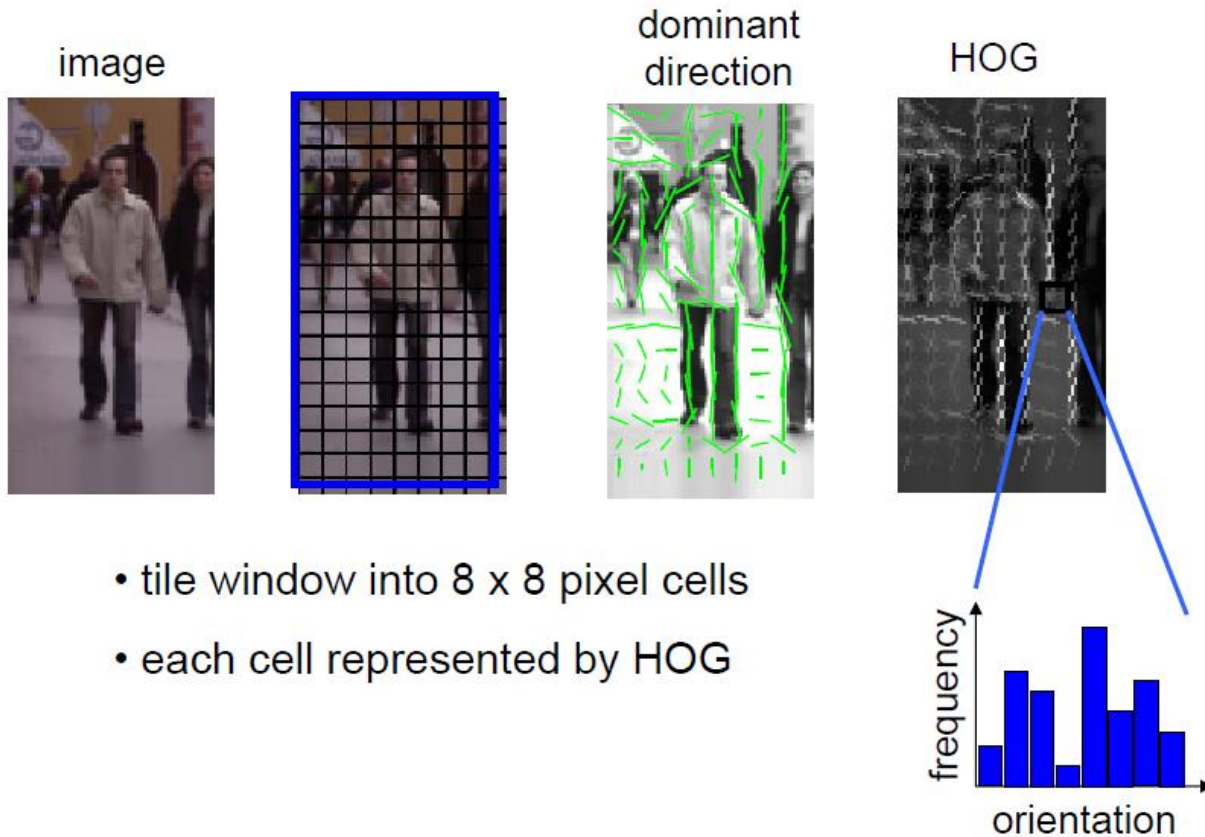 image
dominant
direction
HOG
• tile window into 8 x 8 pixel cells
• each cell represented by HOG
frequency
orientation